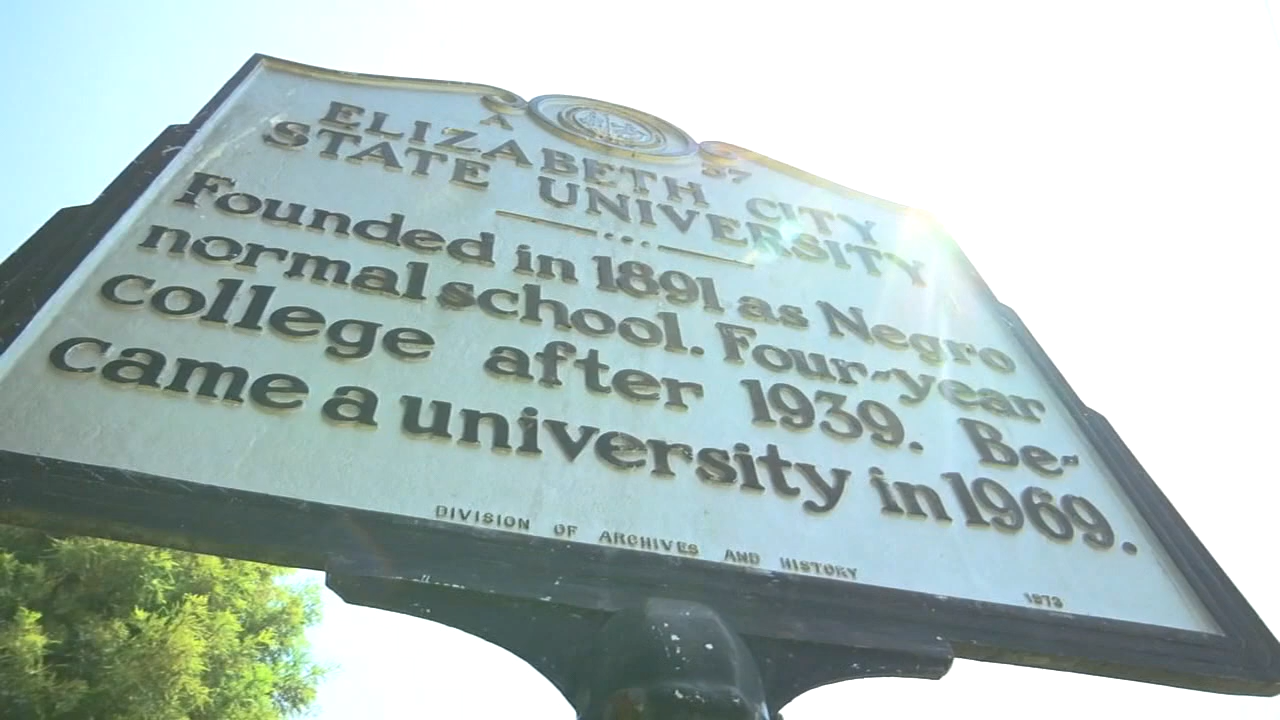 A 57
ELIZABETH CITY
STATE UNIVERSITY
Founded in 1891 as Negro
normal school. Four-year
college after 1939. Be-
came a university in 1969.
DIVISION OF ARCHIVES AND HISTORY
1973